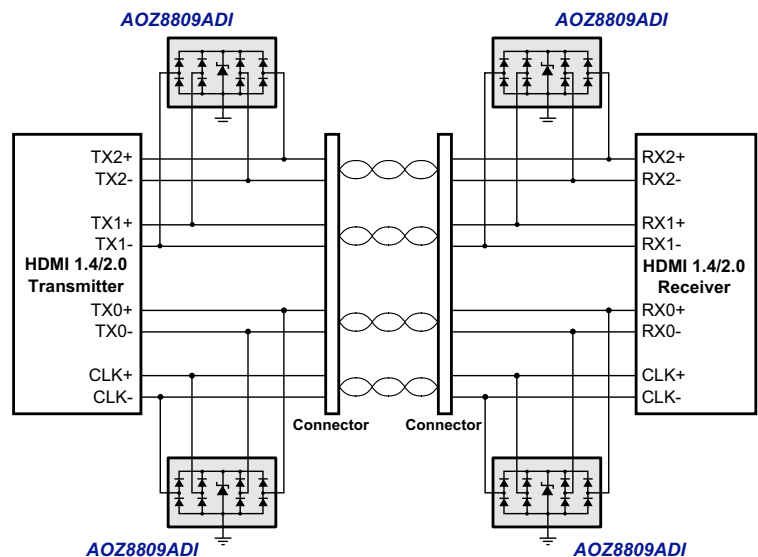 AOZ8809ADI
AOZ8809ADI
TX2+
TX2-
TX1+
TX1-
HDMI 1.4/2.0
Transmitter
TX0+
TX0-
CLK+
CLK-
Connector
Connector
RX2+
RX2-
RX1+
RX1-
HDMI 1.4/2.0
Receiver
RX0+
RX0-
CLK+
CLK-
AOZ8809ADI
AOZ8809ADI